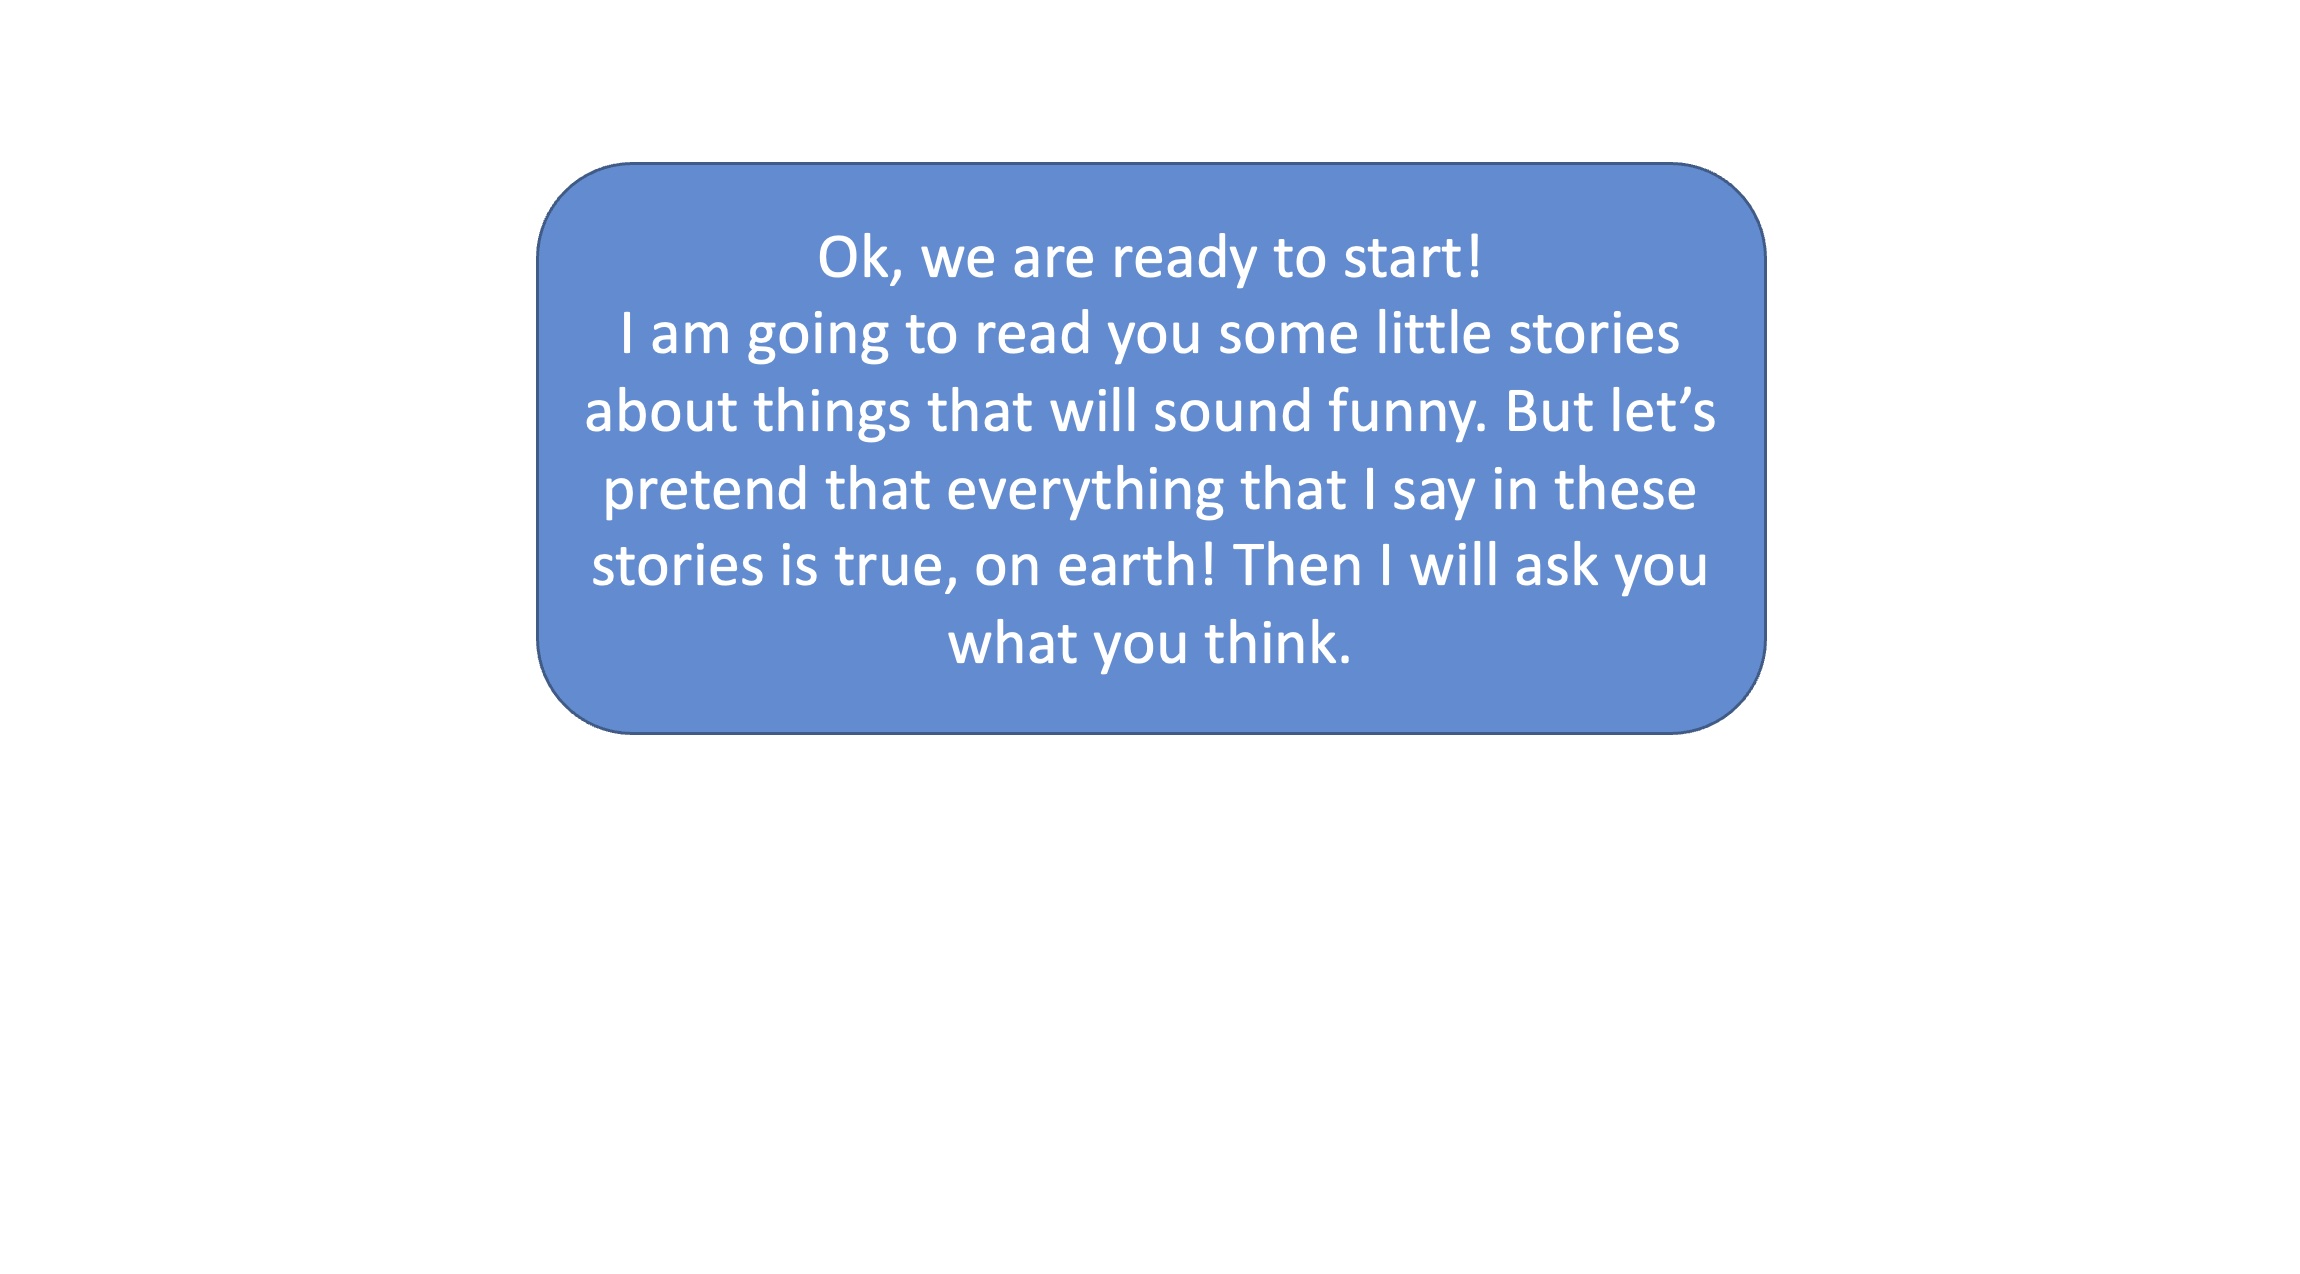 Ok, we are ready to start!
I am going to read you some little stories
about things that will sound funny. But let’s
pretend that everything that I say in these
stories is true, on earth! Then I will ask you
what you think.